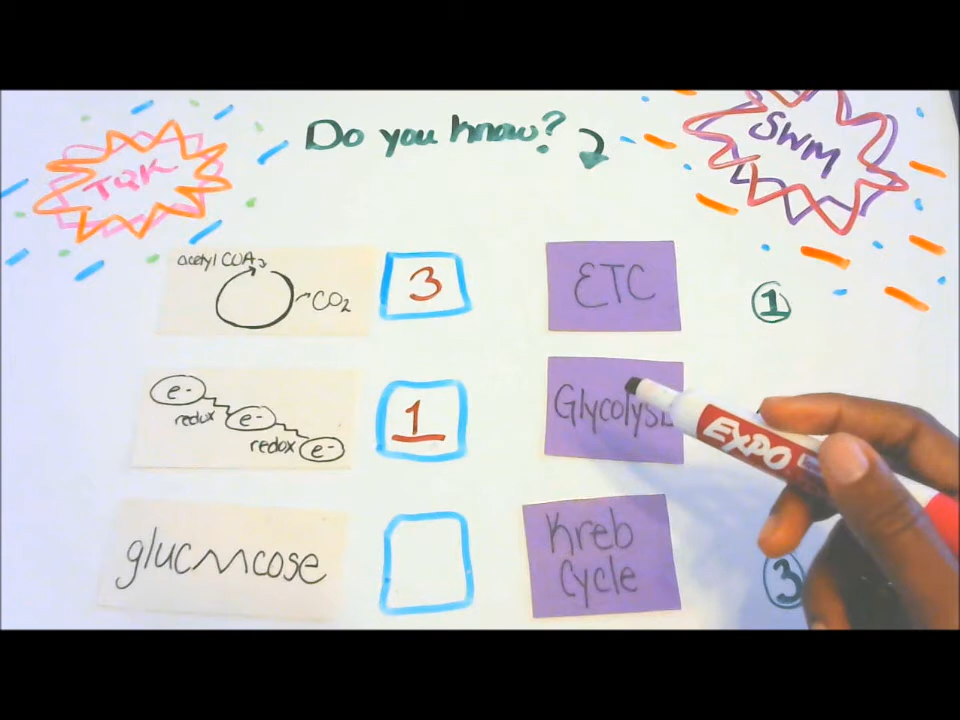 Do you know?
TQK
SWM
acetyl COA
CO2
3
ETC
1
e-
redox
e-
redox
e-
1
Glycolysis
EXPO
glucose
Kreb
Cycle
3